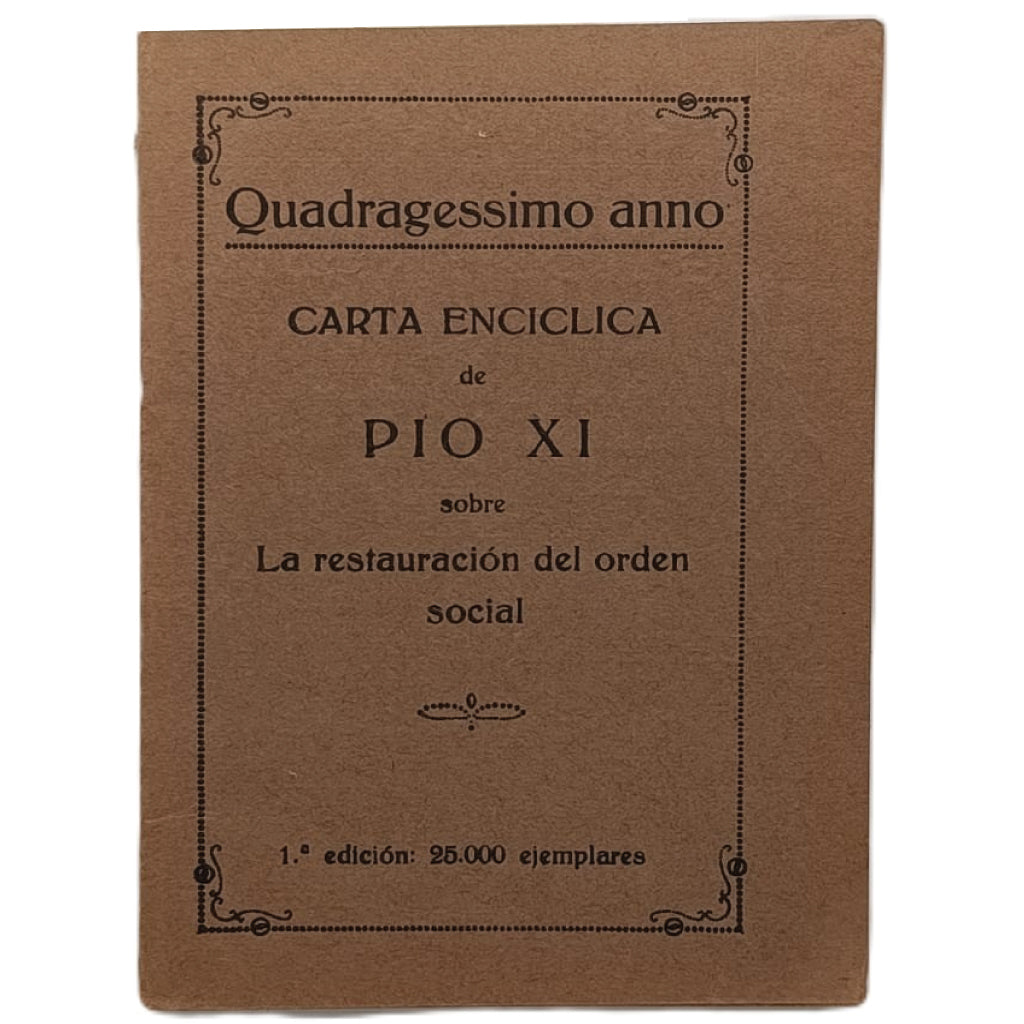 Quadragessimo anno
CARTA ENCICLICA
de
PIO XI
sobre
La restauración del orden
social
1.ª edición: 25.000 ejemplares